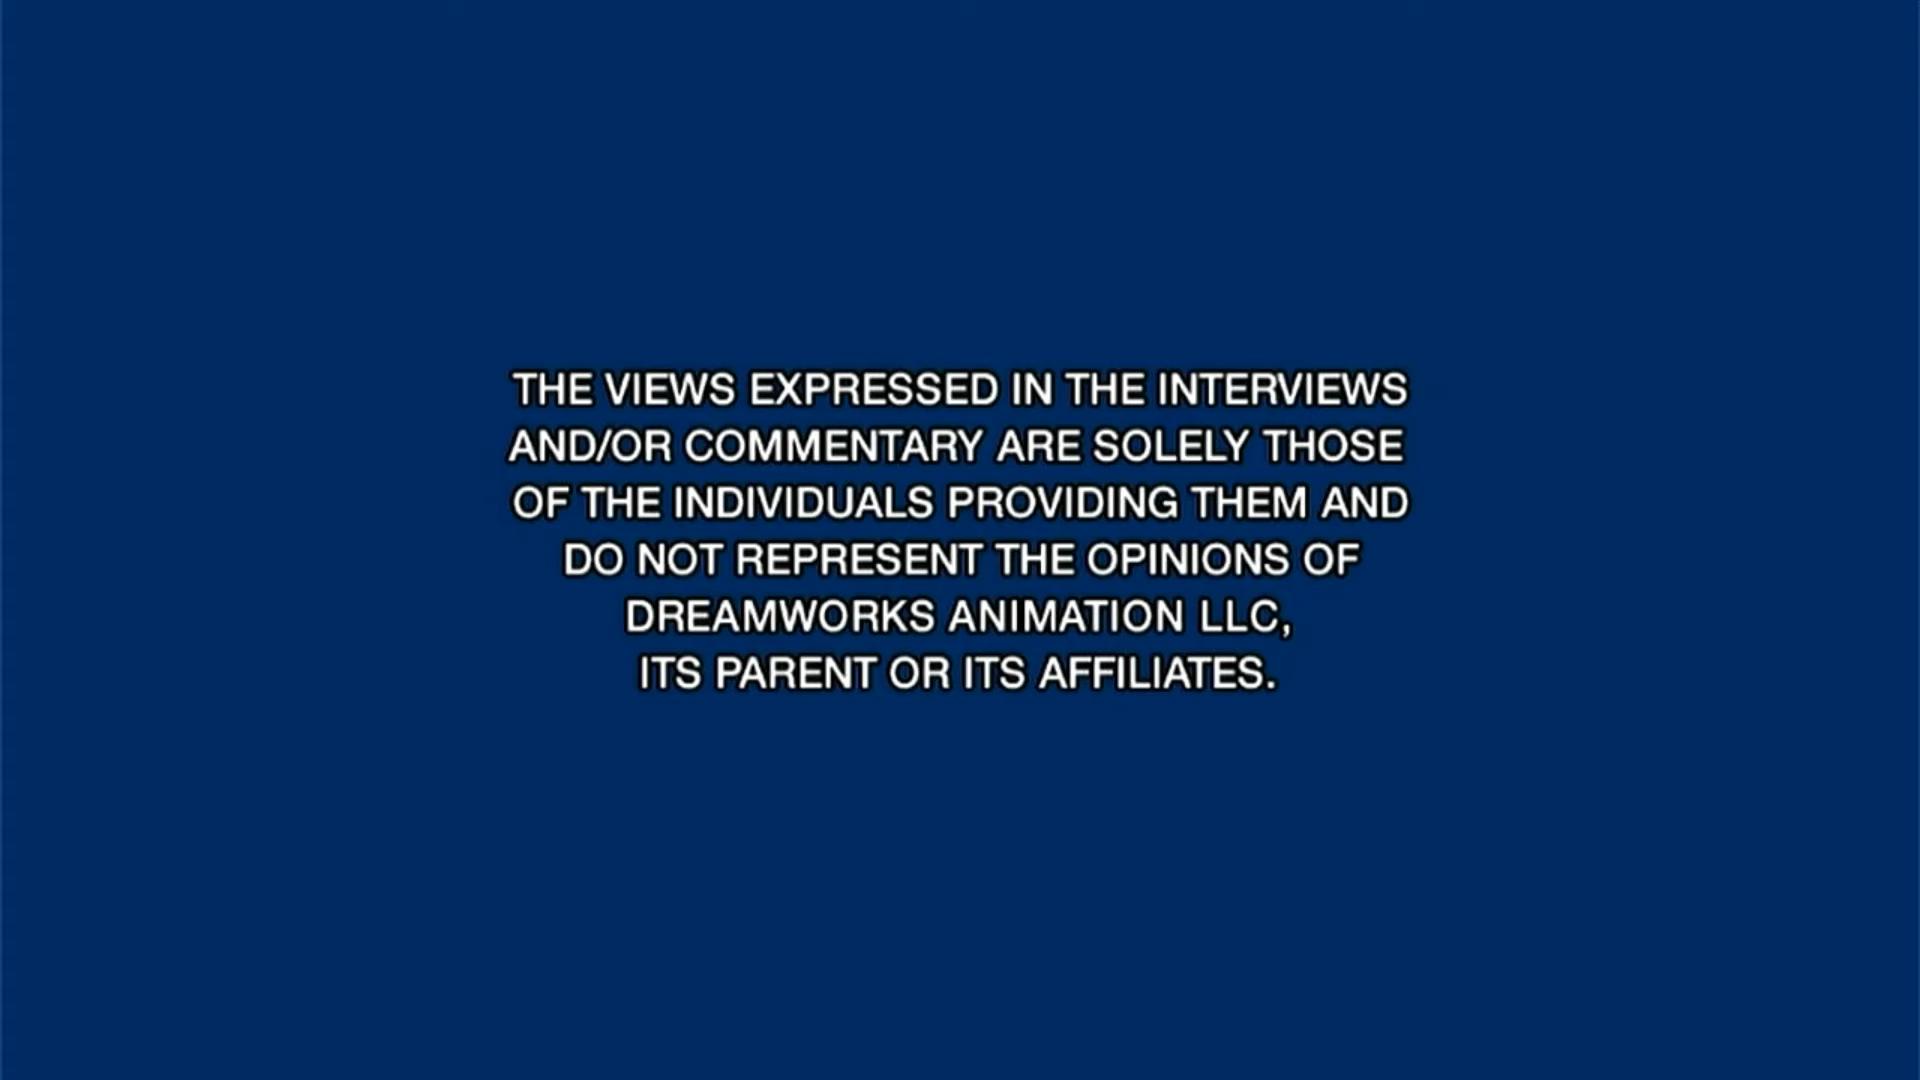 THE VIEWS EXPRESSED IN THE INTERVIEWS
AND/OR COMMENTARY ARE SOLELY THOSE
OF THE INDIVIDUALS PROVIDING THEM AND
DO NOT REPRESENT THE OPINIONS OF
DREAMWORKS ANIMATION LLC,
ITS PARENT OR ITS AFFILIATES.